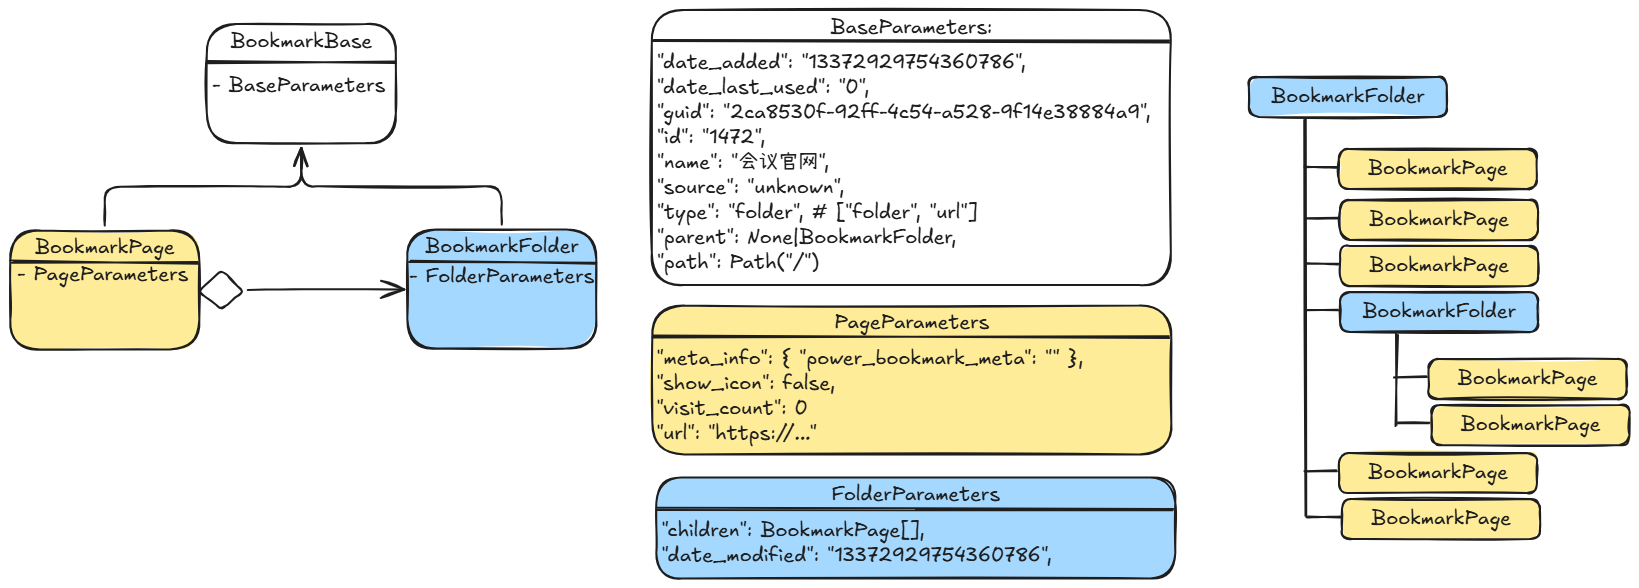 BookmarkBase
- BaseParameters
BookmarkPage
- PageParameters
BookmarkFolder
- FolderParameters
BaseParameters:
"date_added": "13372929754360786",
"date_last_used": "0",
"guid": "2ca8530f-92ff-4c54-a528-9f14e38884a9",
"id": "1472",
"name": "会议官网",
"source": "unknown",
"type": "folder", # ["folder", "url"]
"parent": None|BookmarkFolder,
"path": Path("/")
PageParameters
"meta_info": { "power_bookmark_meta": "" },
"show_icon": false,
"visit_count": 0
"url": "https://..."
FolderParameters
"children": BookmarkPage[],
"date_modified": "13372929754360786",
BookmarkFolder
BookmarkPage
BookmarkPage
BookmarkPage
BookmarkFolder
BookmarkPage
BookmarkPage
BookmarkPage
BookmarkPage